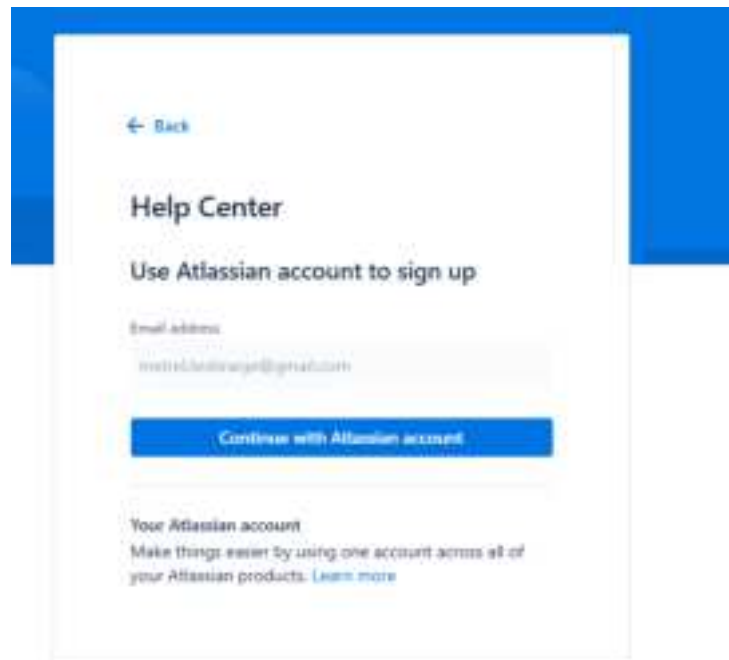 ← Back
Help Center
Use Atlassian account to sign up
Email address
Continue with Atlassian account
Your Atlassian account
Make things easier by using one account across all of
your Atlassian products. Learn more